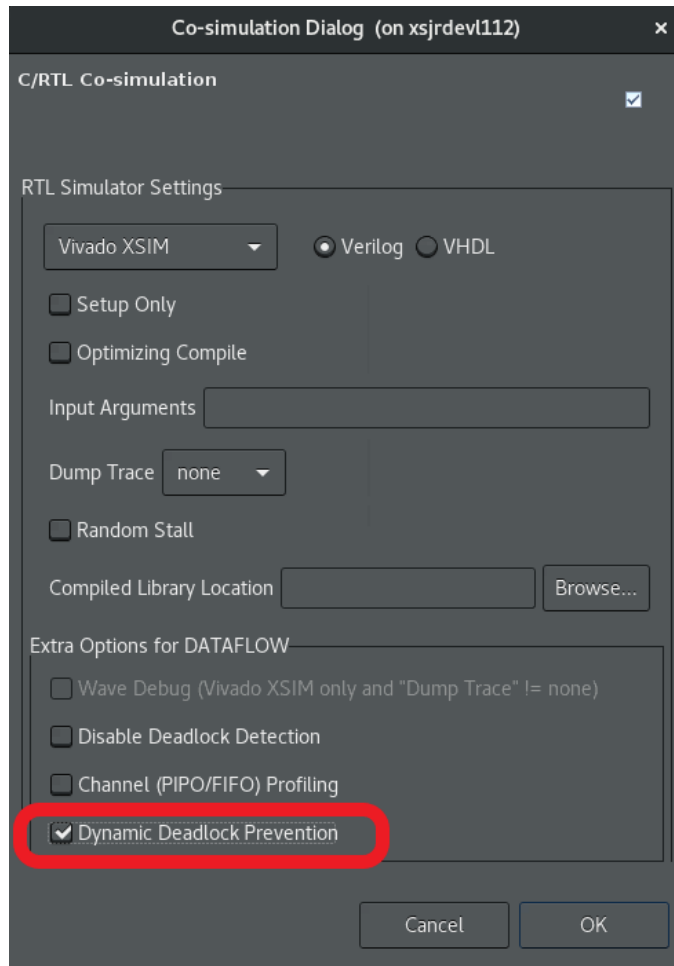 Co-simulation Dialog (on xsjrdevl112)
C/RTL Co-simulation
RTL Simulator Settings
Vivado XSIM Verilog VHDL
Setup Only
Optimizing Compile
Input Arguments
Dump Trace none
Random Stall
Compiled Library Location Browse...
Extra Options for DATAFLOW
Wave Debug (Vivado XSIM only and "Dump Trace" != none)
Disable Deadlock Detection
Channel (PIPO/FIFO) Profiling
Dynamic Deadlock Prevention
Cancel OK